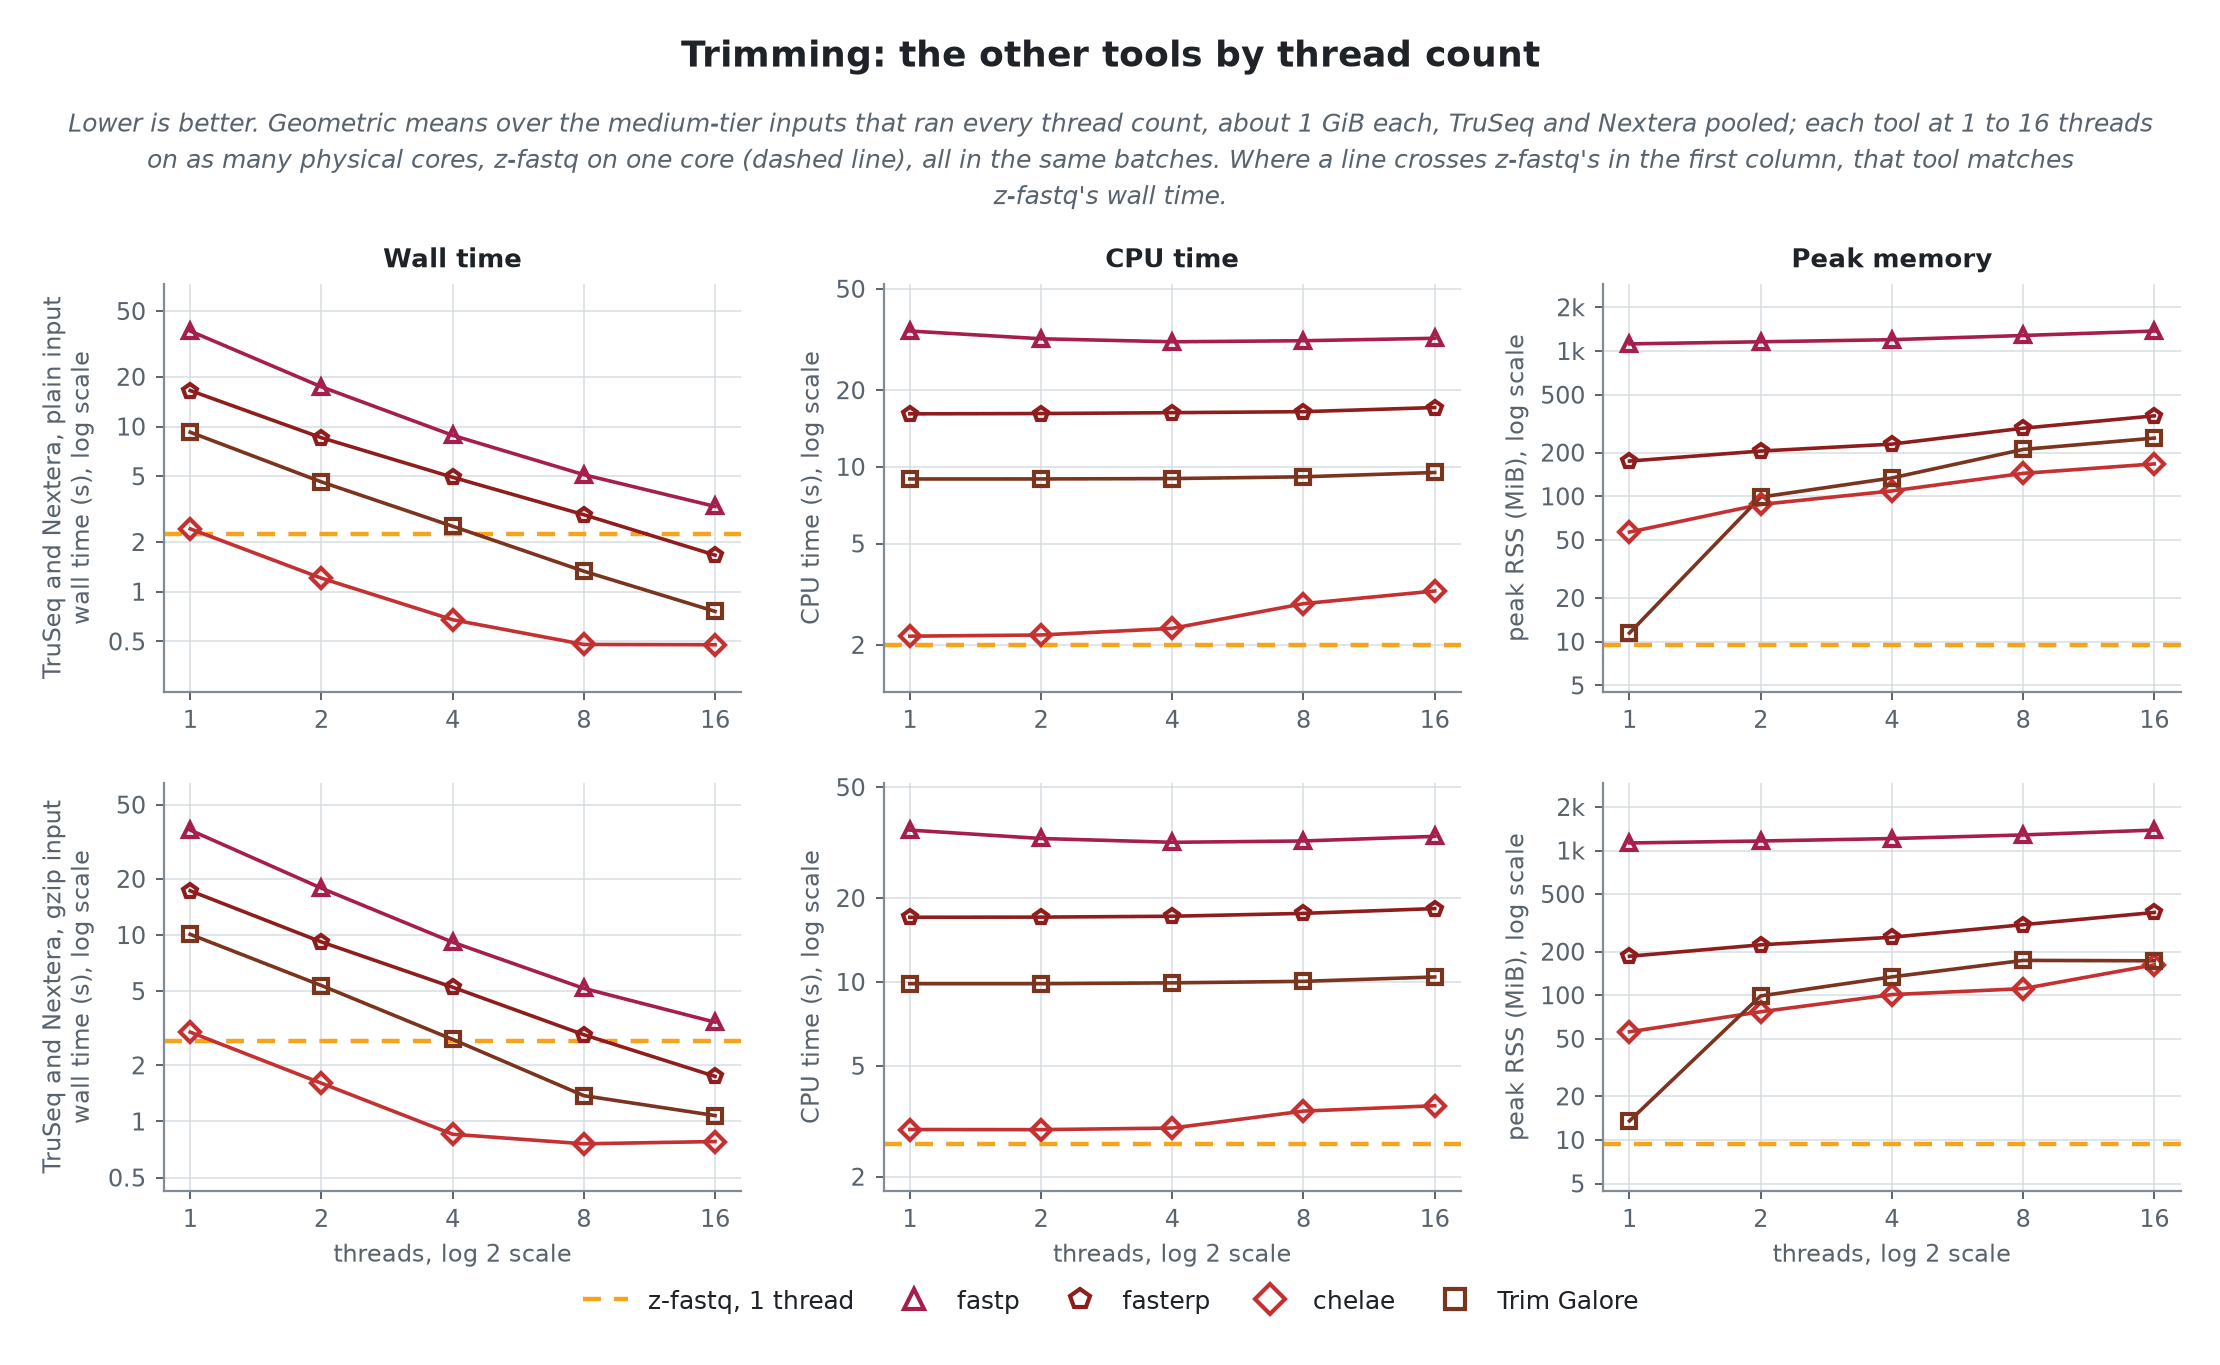 Trimming: the other tools by thread count
Lower is better. Geometric means over the medium-tier inputs that ran every thread count, about 1 GiB each, TruSeq and Nextera pooled; each tool at 1 to 16 threads
on as many physical cores, z-fastq on one core (dashed line), all in the same batches. Where a line crosses z-fastq's in the first column, that tool matches
z-fastq's wall time.
Wall time
TruSeq and Nextera, plain input
wall time (s), log scale
50
20
10
5
2
1
0.5
1 2 4 8 16
CPU time
CPU time (s), log scale
50
20
10
5
2
1 2 4 8 16
Peak memory
peak RSS (MiB), log scale
2k
1k
500
200
100
50
20
10
5
1 2 4 8 16
TruSeq and Nextera, gzip input
wall time (s), log scale
50
20
10
5
2
1
0.5
1 2 4 8 16
threads, log 2 scale
CPU time (s), log scale
50
20
10
5
2
1 2 4 8 16
threads, log 2 scale
peak RSS (MiB), log scale
2k
1k
500
200
100
50
20
10
5
1 2 4 8 16
threads, log 2 scale
z-fastq, 1 thread fastp fasterp chelae Trim Galore